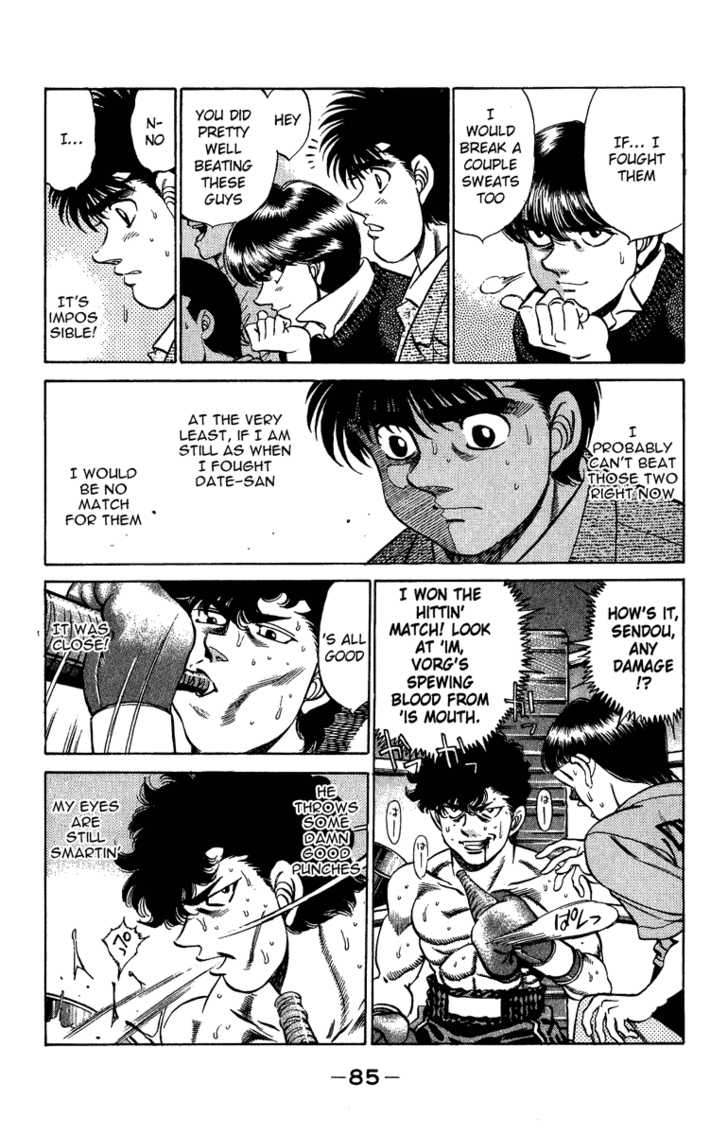 IF... I
FOUGHT
THEM
I
WOULD
BREAK A
COUPLE
SWEATS
TOO
HEY
YOU DID
PRETTY
WELL
BEATING
THESE
GUYS
N-
NO
I...
IT'S
IMPOS
SIBLE!
I
PROBABLY
CAN'T BEAT
THOSE TWO
RIGHT NOW
AT THE VERY
LEAST, IF I AM
STILL AS WHEN
I FOUGHT
DATE-SAN
I WOULD
BE NO
MATCH
FOR THEM
HOW'S IT,
SENDOU,
ANY
DAMAGE
!?
I WON THE
HITTIN'
MATCH! LOOK
AT 'IM,
VORG'S
SPEWING
BLOOD FROM
'IS MOUTH.
'S ALL
GOOD
IT WAS
CLOSE!
HE
THROWS
SOME
DAMN
GOOD
PUNCHES
MY EYES
ARE
STILL
SMARTIN'
—85—